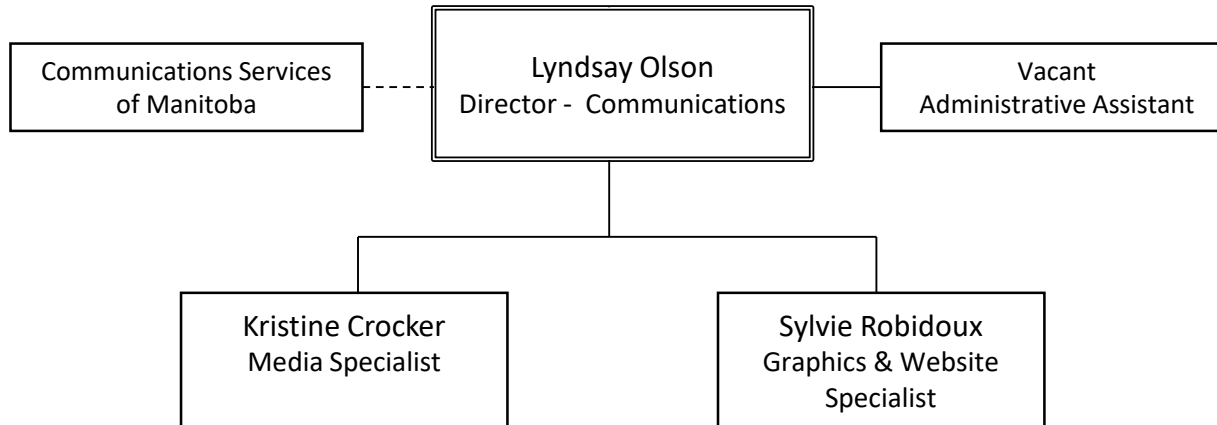 Communications Services
of Manitoba
Lyndsay Olson
Director - Communications
Vacant
Administrative Assistant
Kristine Crocker
Media Specialist
Sylvie Robidoux
Graphics & Website
Specialist